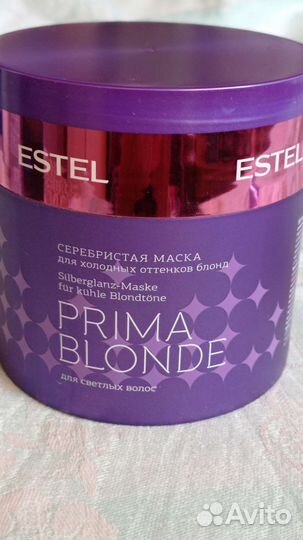 ESTEL ESTEL
СЕРЕБРИСТАЯ МАСКА
для холодных оттенков блонд
Silberglanz-Maske
für kühle Blondtöne
PRIMA
BLONDE
для светлых волос
Avito